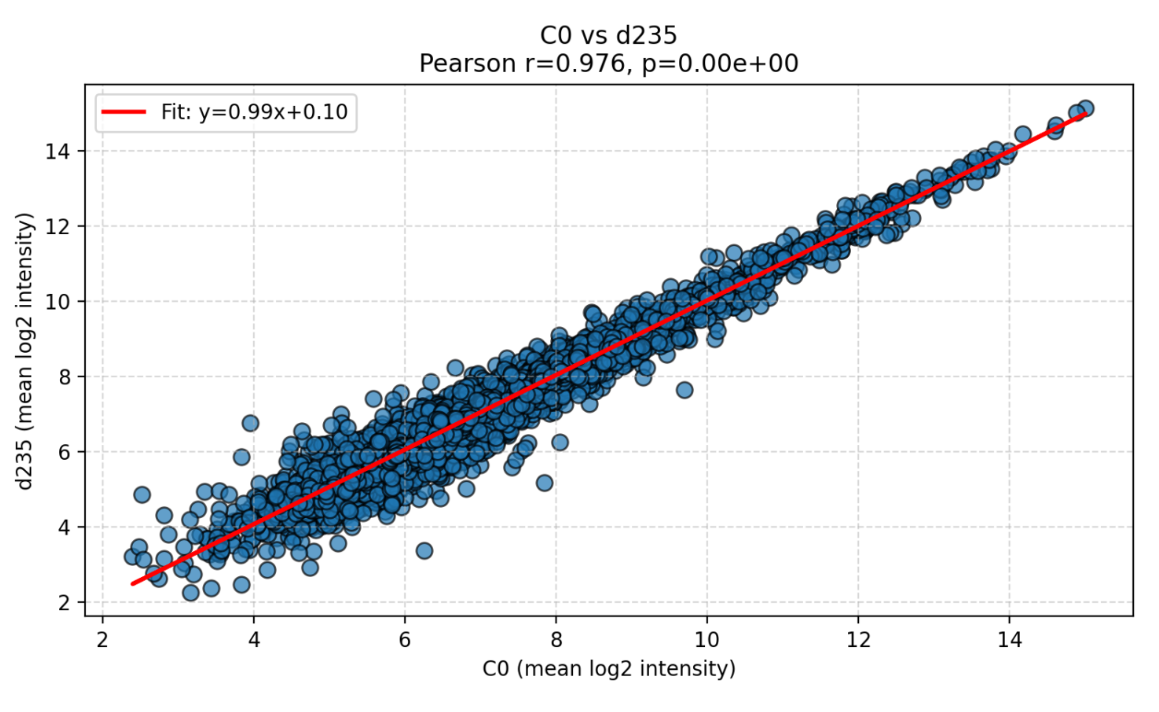 C0 vs d235
Pearson r=0.976, p=0.00e+00
Fit: y=0.99x+0.10
14
12
10
8
6
4
2
d235 (mean log2 intensity)
2 4 6 8 10 12 14
C0 (mean log2 intensity)